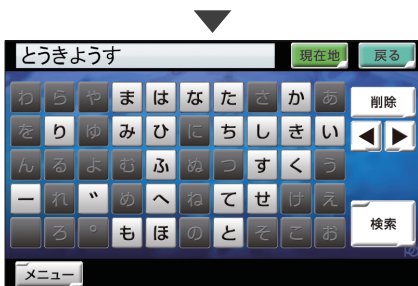 とうきようす
現在地
戻る
わ ら や ま は な た さ か あ
削除
を り ゆ み ひ に ち し き い
ん る よ む ふ ぬ つ す く う
ー れ ゛ め へ ね て せ け え
ろ ゜ も ほ の と そ こ お
検索
メニュー